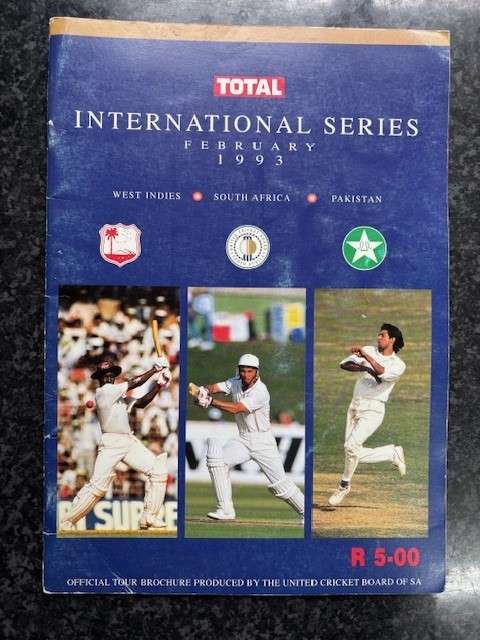 TOTAL
INTERNATIONAL SERIES
FEBRUARY
1993
WEST INDIES SOUTH AFRICA PAKISTAN
R 5-00
OFFICIAL TOUR BROCHURE PRODUCED BY THE UNITED CRICKET BOARD OF SA